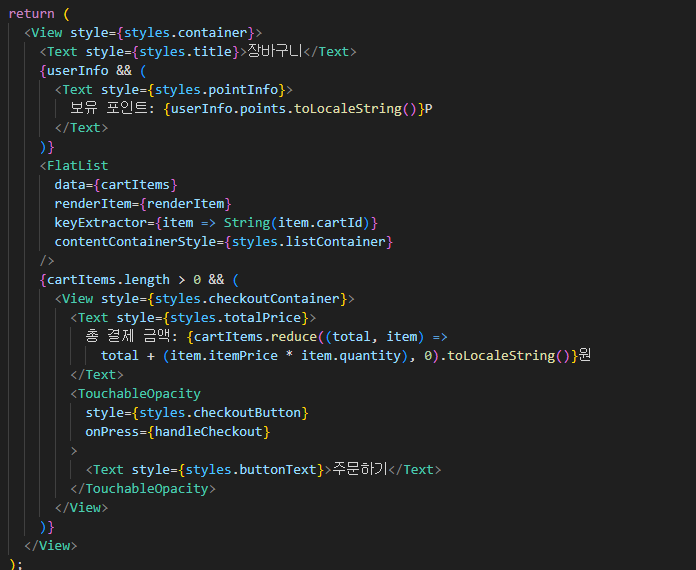 return (
  <View style={styles.container}>
    <Text style={styles.title}>장바구니</Text>
    {userInfo && (
      <Text style={styles.pointInfo}>
        보유 포인트: {userInfo.points.toLocaleString()}P
      </Text>
    )}
    <FlatList
      data={cartItems}
      renderItem={renderItem}
      keyExtractor={item => String(item.cartId)}
      contentContainerStyle={styles.listContainer}
    />
    {cartItems.length > 0 && (
      <View style={styles.checkoutContainer}>
        <Text style={styles.totalPrice}>
          총 결제 금액: {cartItems.reduce((total, item) =>
            total + (item.itemPrice * item.quantity), 0).toLocaleString()}원
        </Text>
        <TouchableOpacity
          style={styles.checkoutButton}
          onPress={handleCheckout}
        >
          <Text style={styles.buttonText}>주문하기</Text>
        </TouchableOpacity>
      </View>
    )}
  </View>
);